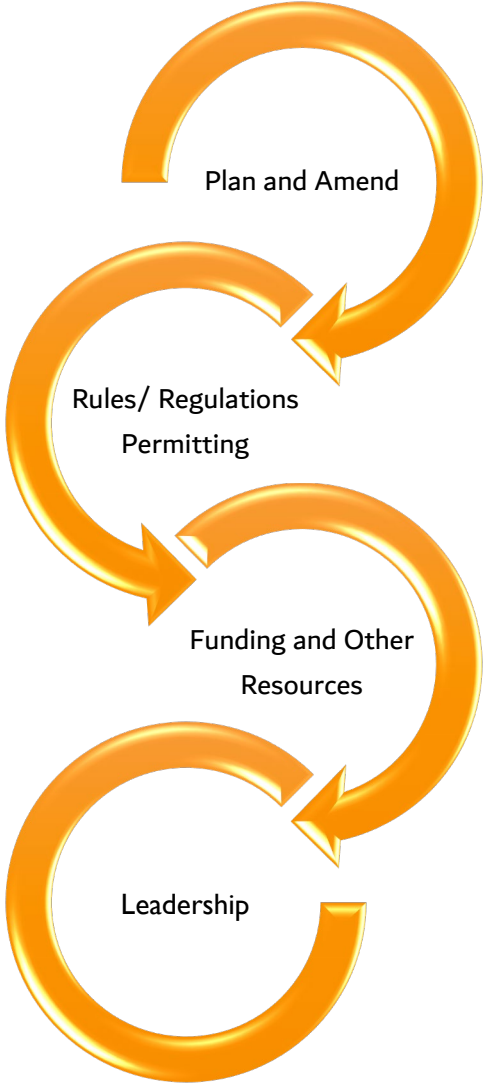 Plan and Amend
Rules/ Regulations
Permitting
Funding and Other
Resources
Leadership